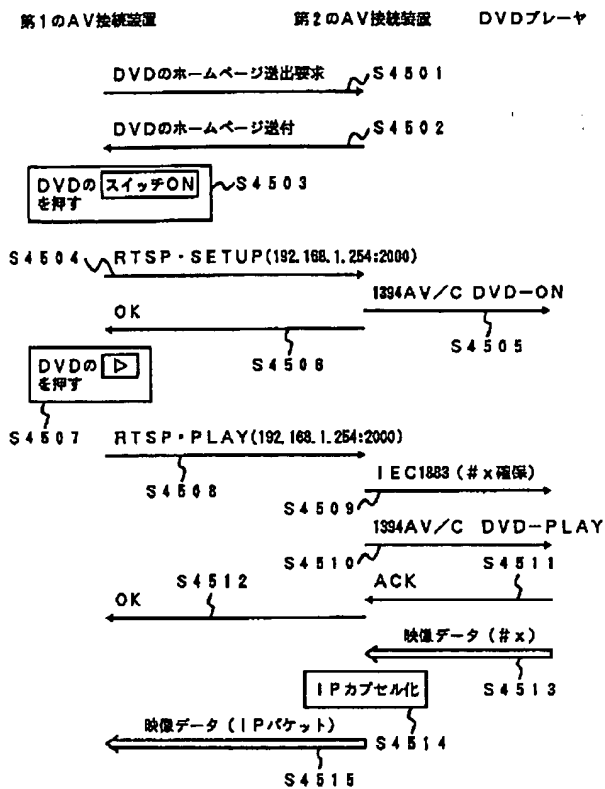 第1のAV接続装置 第2のAV接続装置 DVDプレーヤ
DVDのホームページ送出要求 S4501
DVDのホームページ送付 S4502
DVDの スイッチON
を押す
S4503
S4504 RTSP・SETUP(192.168.1.254:2000)
1394AV/C DVD-ON
OK
S4505
S4506
DVDの ▷
を押す
S4507 RTSP・PLAY(192.168.1.254:2000)
S4508
IEC1883(#x確保)
S4509
1394AV/C DVD-PLAY
S4510 S4511
S4512 ACK
OK
映像データ(#x)
IPカプセル化 S4513
映像データ(IPパケット) S4514
S4515